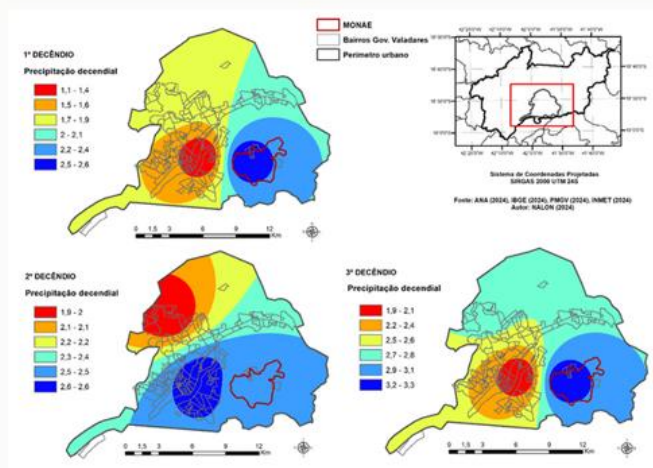 1º DECÊNDIO
Precipitação decendial
1,1 - 1,4
1,5 - 1,6
1,7 - 1,9
2 - 2,1
2,2 - 2,4
2,5 - 2,6
0 1,5 3 6 9 12
Km
MONAE
Bairros Gov. Valadares
Perimetro urbano
Sistema de Coordenadas Projetadas
SIRGAS 2000 UTM 24S
Fonte: ANA (2024), IBGE (2024), PMGV (2024), INMET (2024)
Autor: NALON (2024)
2º DECÊNDIO
Precipitação decendial
1,9 - 2
2,1 - 2,1
2,2 - 2,2
2,3 - 2,4
2,5 - 2,5
2,6 - 2,6
0 1,5 3 6 9 12
Km
3º DECÊNDIO
Precipitação decendial
1,9 - 2,1
2,2 - 2,4
2,5 - 2,6
2,7 - 2,8
2,9 - 3,1
3,2 - 3,3
0 1,5 3 6 9 12
Km